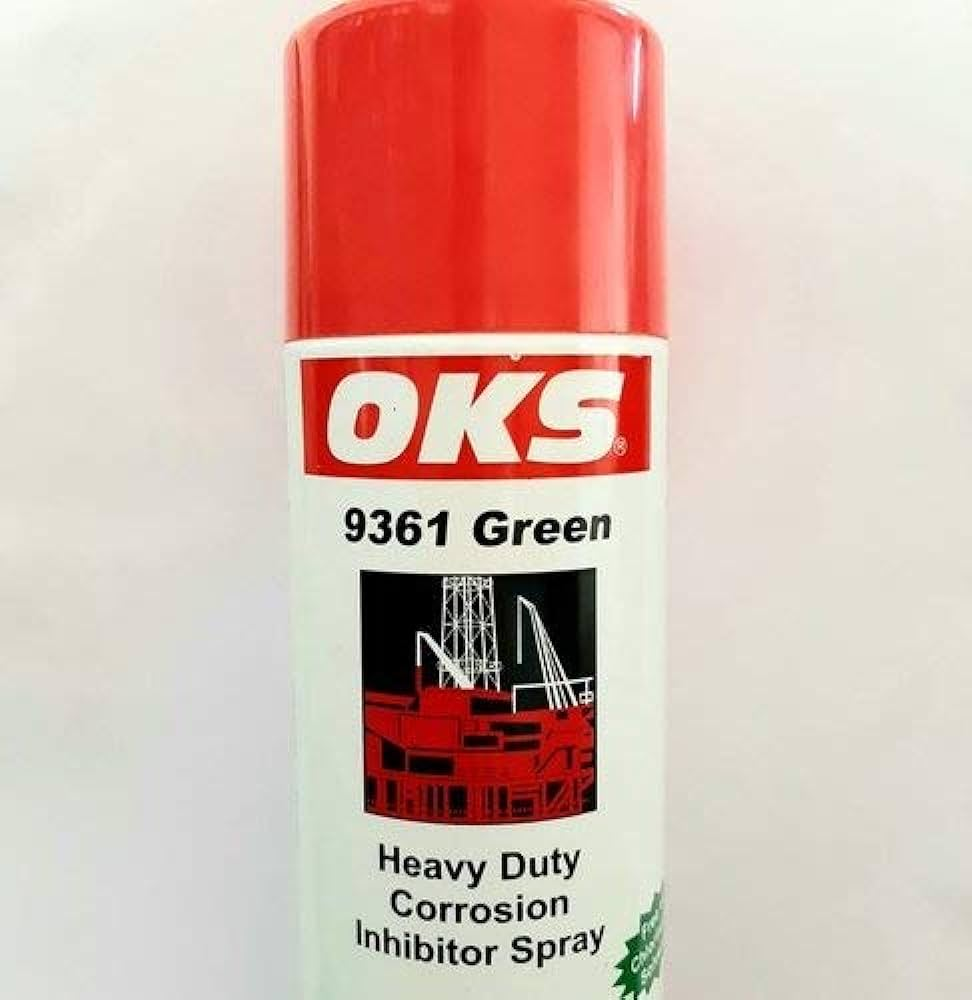 OKS®
9361 Green
Heavy Duty
Corrosion
Inhibitor Spray